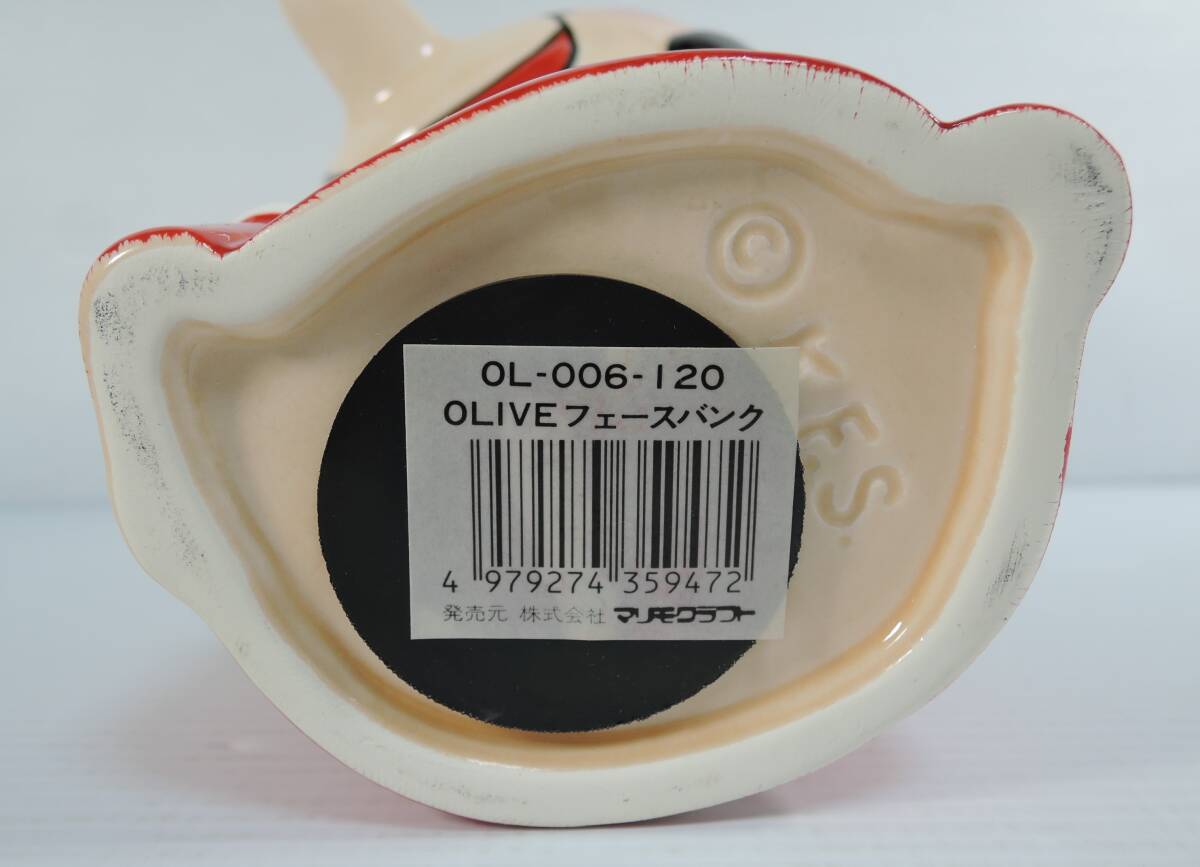 © K.F.S.
OL-006-120
OLIVEフェースバンク
4 979274 359472
発売元 株式会社 マリモクラフト